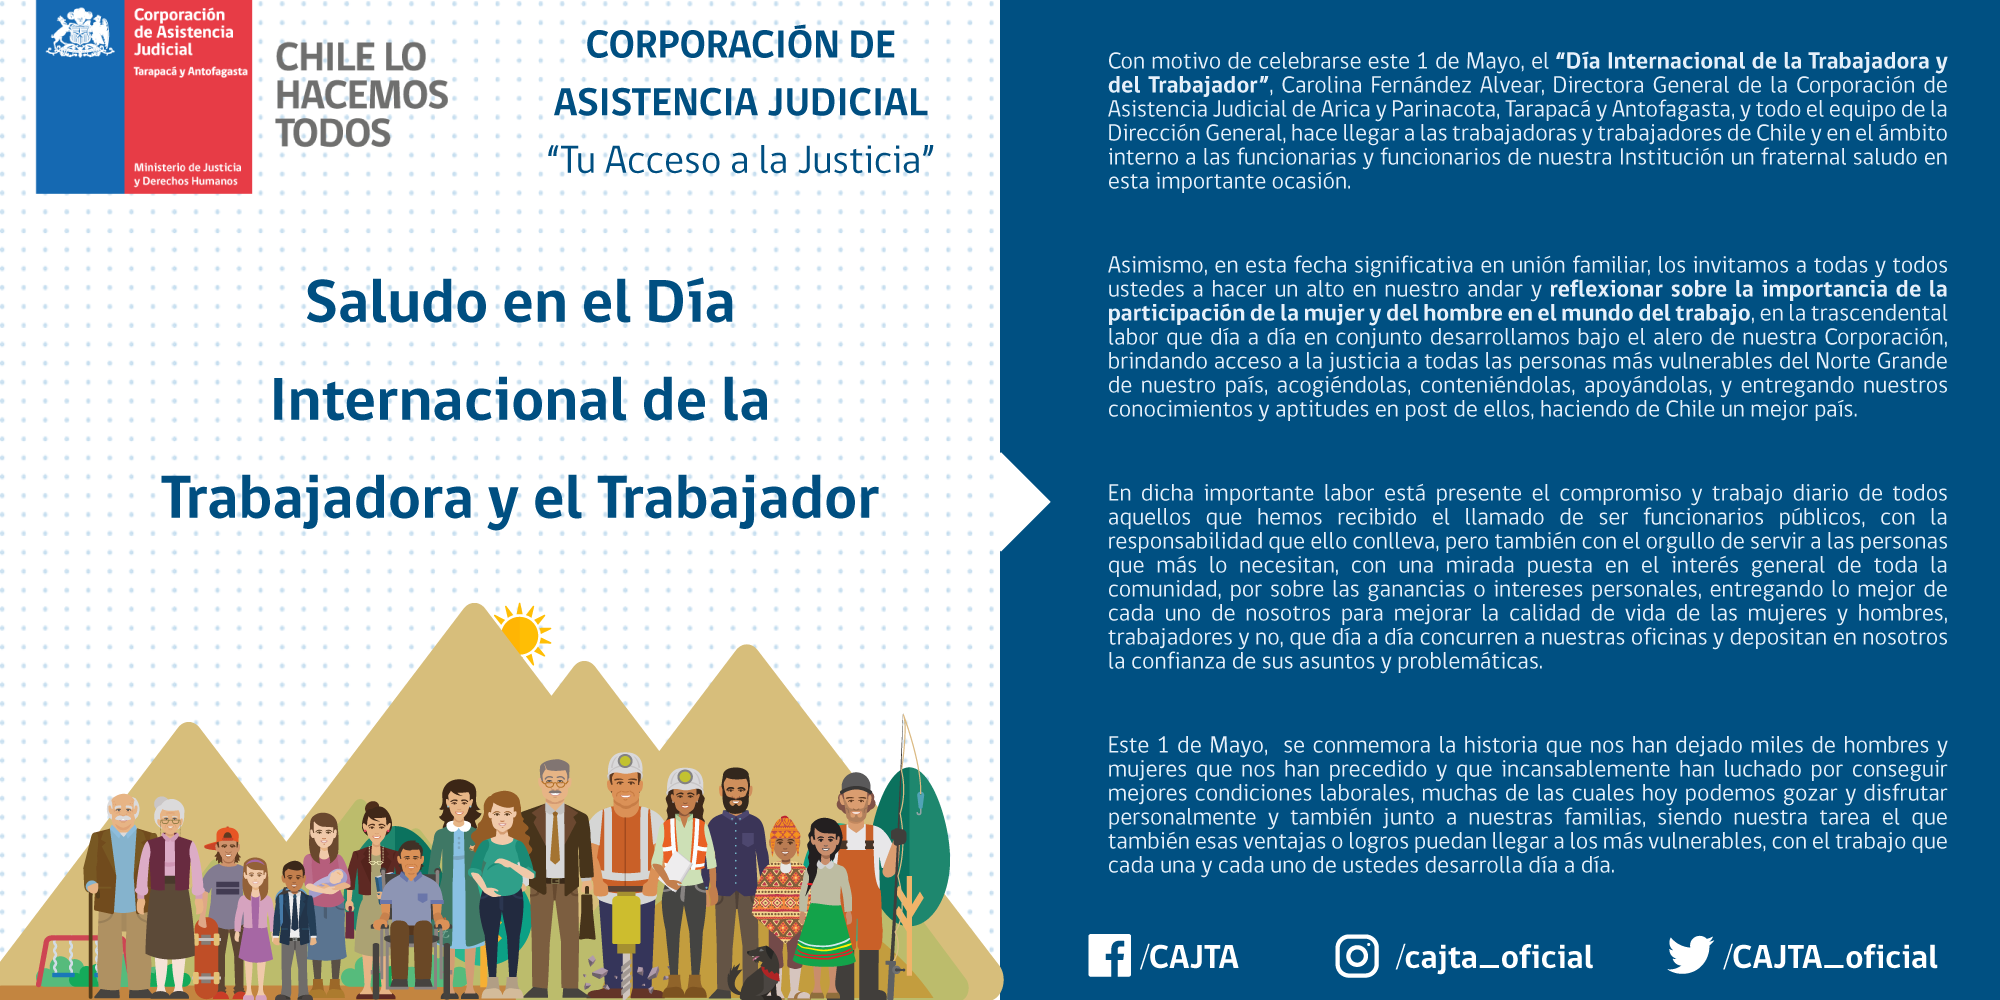 Corporación
de Asistencia
Judicial
Tarapacá y Antofagasta
Ministerio de Justicia
y Derechos Humanos
CHILE LO
HACEMOS
TODOS
CORPORACIÓN DE
ASISTENCIA JUDICIAL
“Tu Acceso a la Justicia”
Saludo en el Día
Internacional de la
Trabajadora y el Trabajador
Con motivo de celebrarse este 1 de Mayo, el “Día Internacional de la Trabajadora y
del Trabajador”, Carolina Fernández Alvear, Directora General de la Corporación de
Asistencia Judicial de Arica y Parinacota, Tarapacá y Antofagasta, y todo el equipo de la
Dirección General, hace llegar a las trabajadoras y trabajadores de Chile y en el ámbito
interno a las funcionarias y funcionarios de nuestra Institución un fraternal saludo en
esta importante ocasión.
Asimismo, en esta fecha significativa en unión familiar, los invitamos a todas y todos
ustedes a hacer un alto en nuestro andar y reflexionar sobre la importancia de la
participación de la mujer y del hombre en el mundo del trabajo, en la trascendental
labor que día a día en conjunto desarrollamos bajo el alero de nuestra Corporación,
brindando acceso a la justicia a todas las personas más vulnerables del Norte Grande
de nuestro país, acogiéndolas, conteniéndolas, apoyándolas, y entregando nuestros
conocimientos y aptitudes en post de ellos, haciendo de Chile un mejor país.
En dicha importante labor está presente el compromiso y trabajo diario de todos
aquellos que hemos recibido el llamado de ser funcionarios públicos, con la
responsabilidad que ello conlleva, pero también con el orgullo de servir a las personas
que más lo necesitan, con una mirada puesta en el interés general de toda la
comunidad, por sobre las ganancias o intereses personales, entregando lo mejor de
cada uno de nosotros para mejorar la calidad de vida de las mujeres y hombres,
trabajadores y no, que día a día concurren a nuestras oficinas y depositan en nosotros
la confianza de sus asuntos y problemáticas.
Este 1 de Mayo,  se conmemora la historia que nos han dejado miles de hombres y
mujeres que nos han precedido y que incansablemente han luchado por conseguir
mejores condiciones laborales, muchas de las cuales hoy podemos gozar y disfrutar
personalmente y también junto a nuestras familias, siendo nuestra tarea el que
también esas ventajas o logros puedan llegar a los más vulnerables, con el trabajo que
cada una y cada uno de ustedes desarrolla día a día.
/CAJTA
/cajta_oficial
/CAJTA_oficial